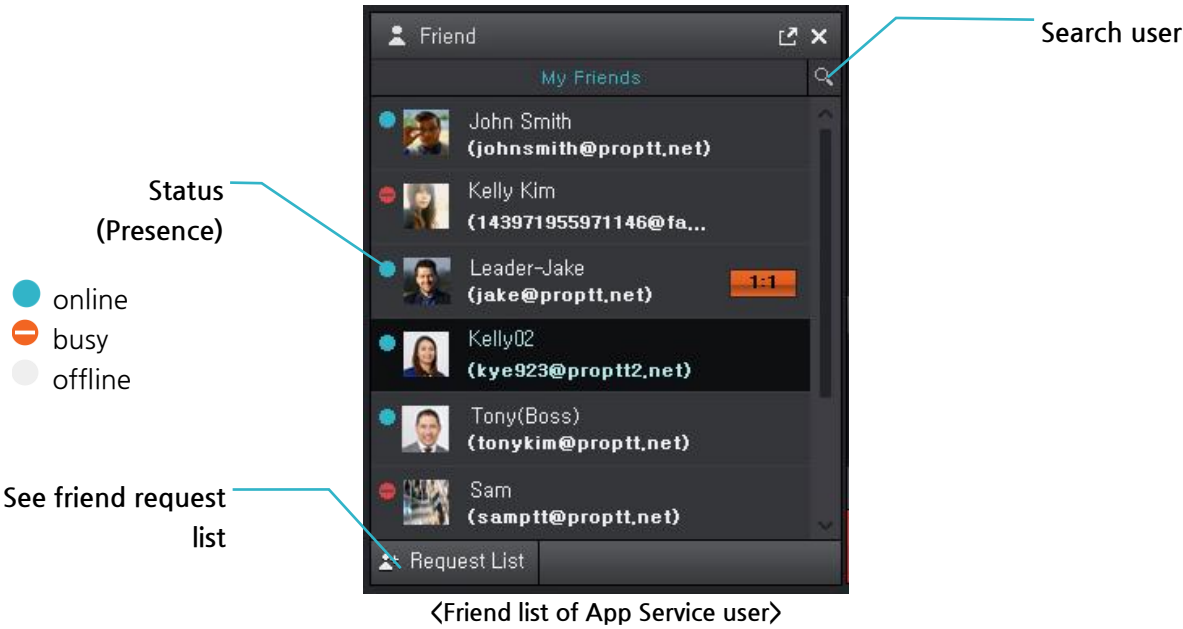 Friend
Search user
My Friends
John Smith
(johnsmith@proptt.net)
Status
(Presence)
Kelly Kim
(143971955971146@fa...
Leader-Jake
(jake@proptt.net)
1:1
online
busy
offline
Kelly02
(kye923@proptt2.net)
Tony(Boss)
(tonykim@proptt.net)
See friend request
list
Sam
(samptt@proptt.net)
Request List
<Friend list of App Service user>